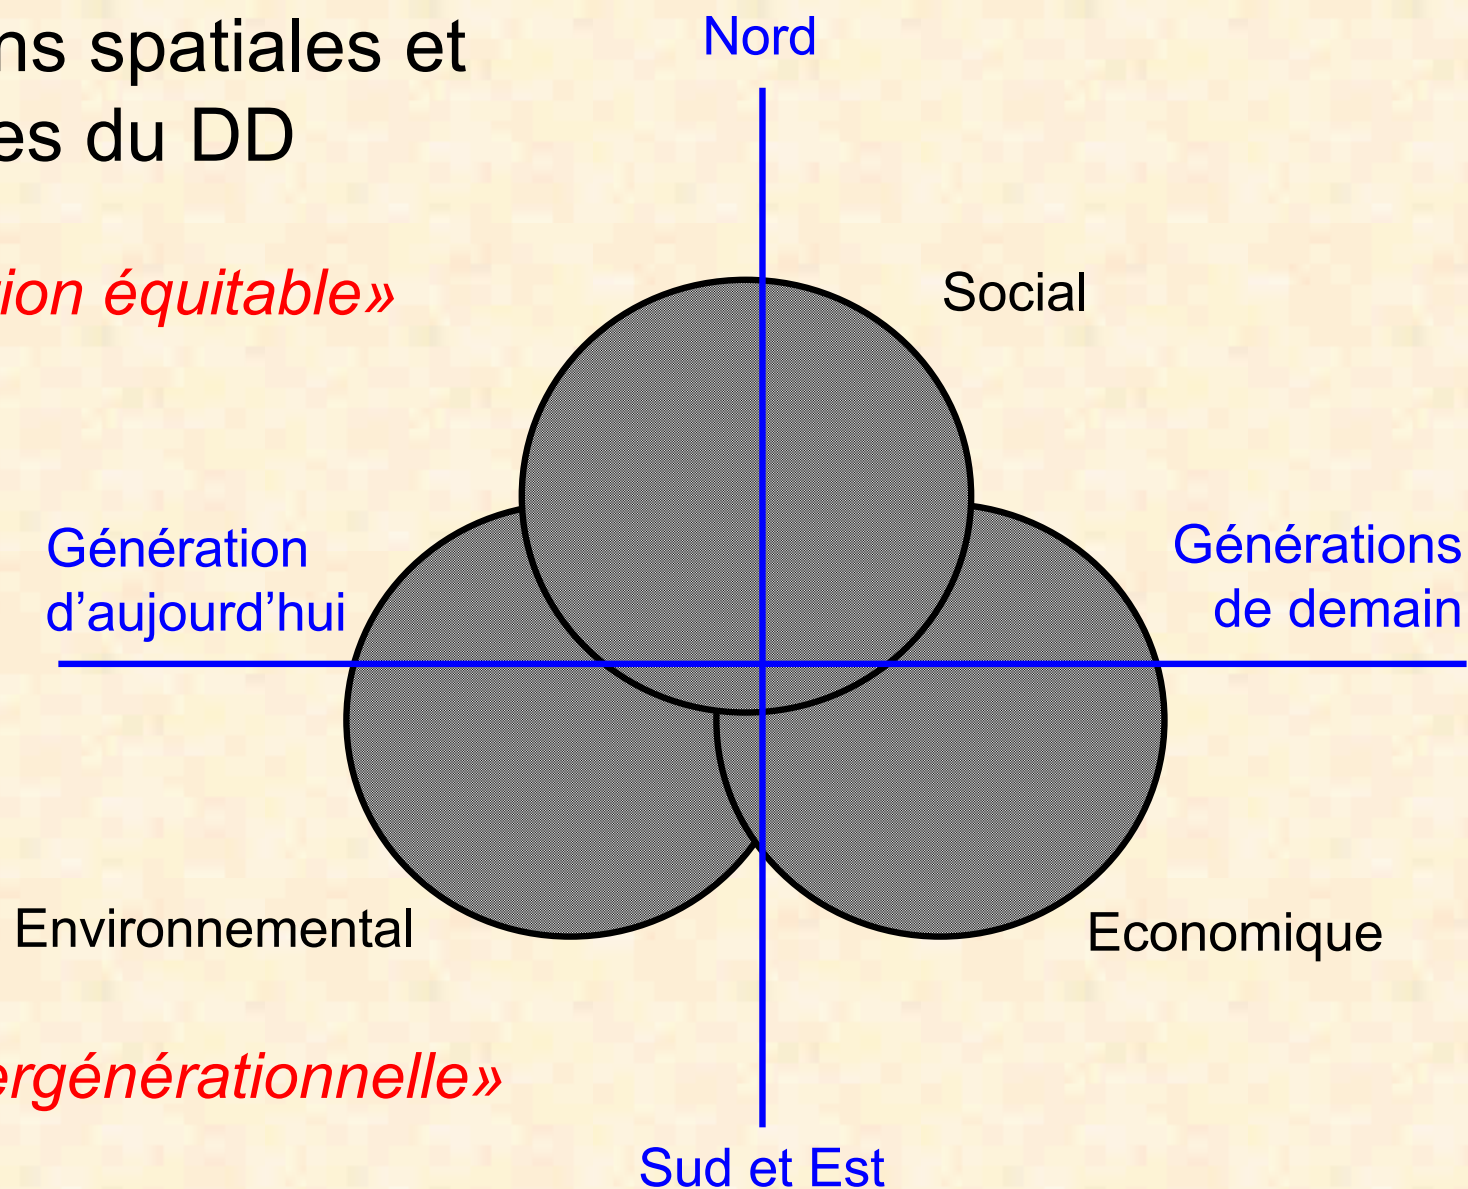 ns spatiales et
es du DD
tion équitable»
Nord
Social
Génération
d’aujourd’hui
Générations
de demain
Environnemental
Economique
ergénérationnelle»
Sud et Est